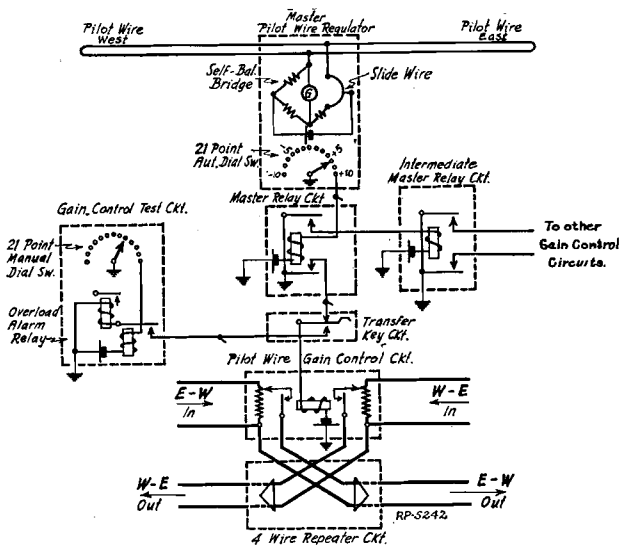 Pilot Wire
West
Master
Pilot Wire Regulator
Pilot Wire
East
Self-Bal.
Bridge
G
Slide Wire
21 Point
Aut. Dial Sw.
-10
-5
+5
+10
Intermediate
Master Relay Ckt.
Master Relay Ckt
Gain Control Test Ckt.
21 Point
Manual
Dial Sw.
To other
Gain Control
Circuits.
Overload
Alarm
Relay
Transfer
Key Ckt.
Pilot Wire Gain Control Ckt.
E-W
In
W-E
In
W-E
Out
E-W
Out
RP-5242
4 Wire Repeater Ckt.